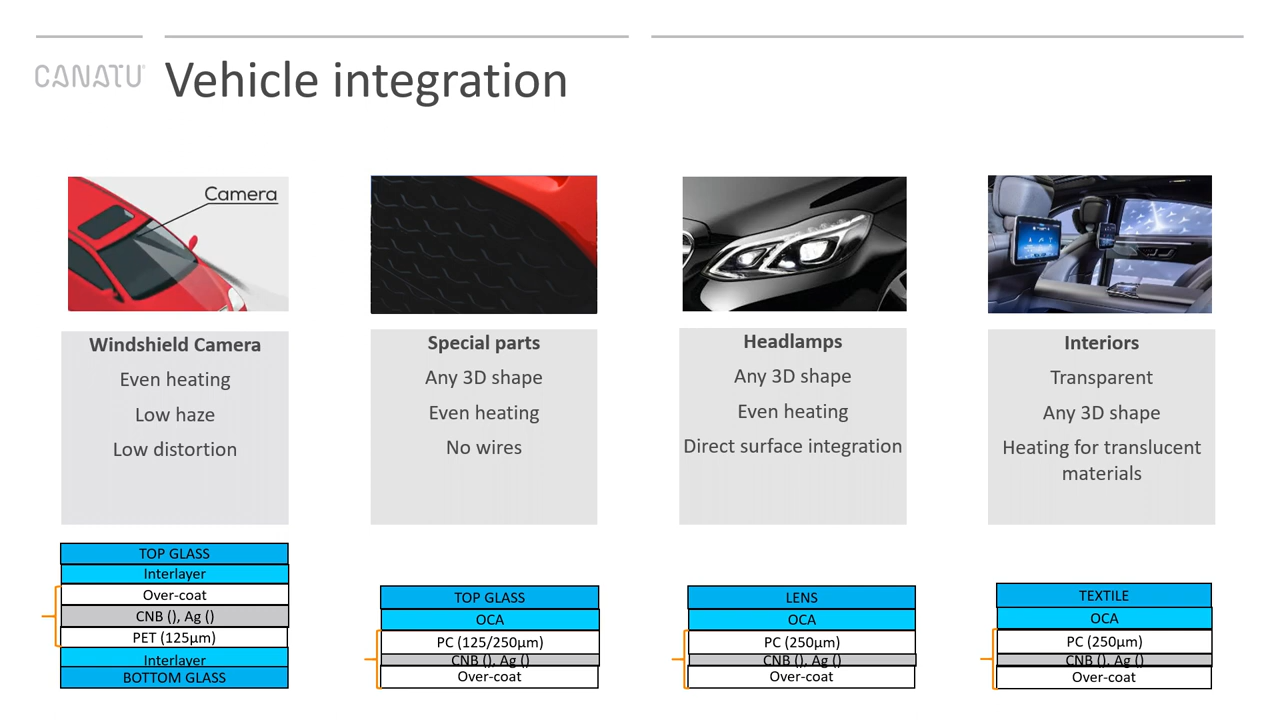 CANATU
Vehicle integration
Camera
Windshield Camera
Even heating
Low haze
Low distortion
Special parts
Any 3D shape
Even heating
No wires
Headlamps
Any 3D shape
Even heating
Direct surface integration
Interiors
Transparent
Any 3D shape
Heating for translucent
materials
TOP GLASS
Interlayer
Over-coat
CNB (), Ag ()
PET (125µm)
Interlayer
BOTTOM GLASS
TOP GLASS
OCA
PC (125/250µm)
CNB (), Ag ()
Over-coat
LENS
OCA
PC (250µm)
CNB (), Ag ()
Over-coat
TEXTILE
OCA
PC (250µm)
CNB (), Ag ()
Over-coat